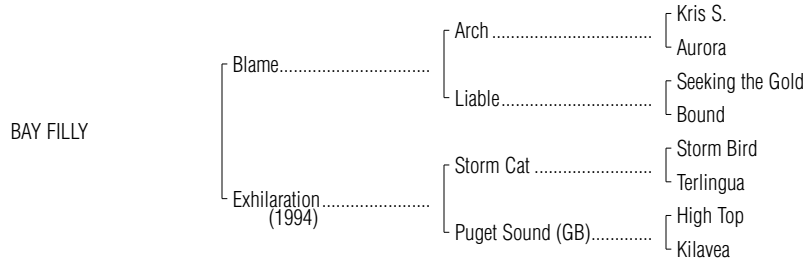 Kris S.
Arch ................................
Aurora
Blame..............................
Seeking the Gold
Liable..............................
Bound
BAY FILLY
Storm Bird
Storm Cat .......................
Terlingua
Exhilaration.....................
(1994)
High Top
Puget Sound (GB)............
Kilavea